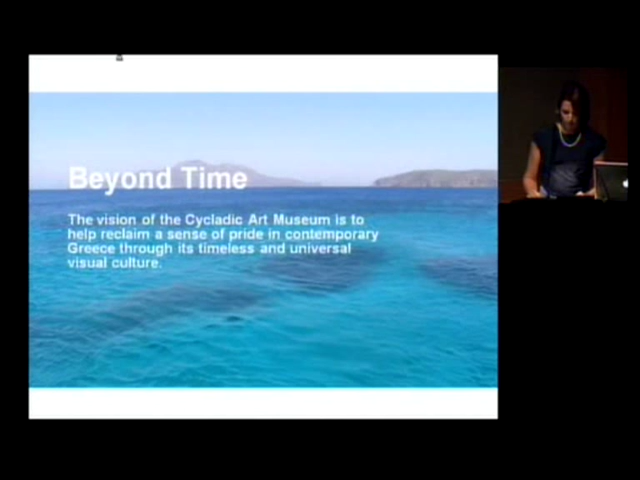 Beyond Time
The vision of the Cycladic Art Museum is to
help reclaim a sense of pride in contemporary
Greece through its timeless and universal
visual culture.